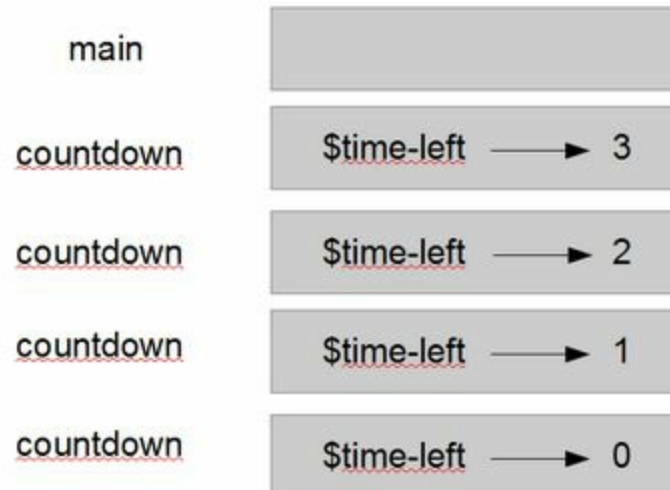 main
countdown $time-left 3
countdown $time-left 2
countdown $time-left 1
countdown $time-left 0